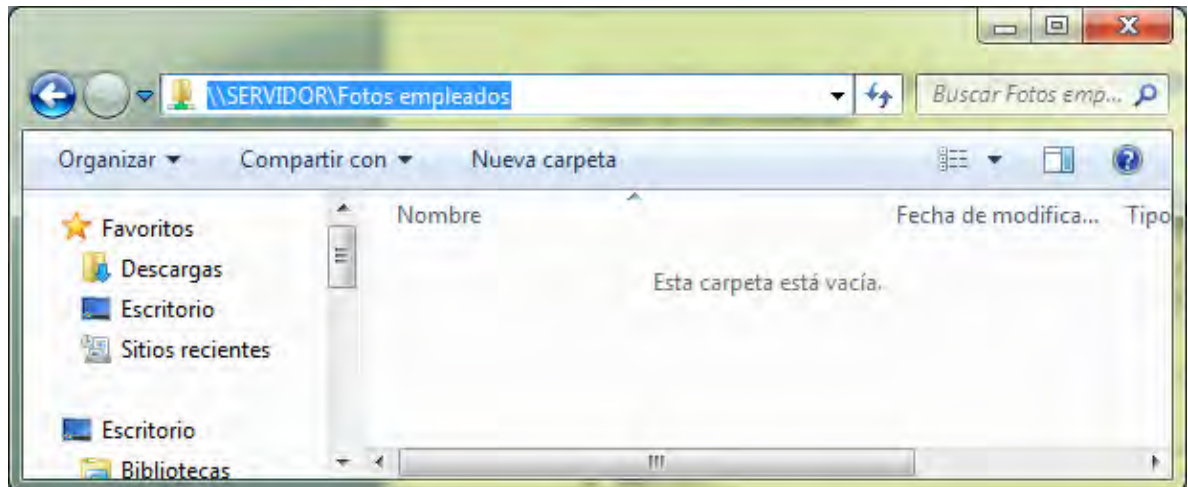 \\SERVIDOR\Fotos empleados
Buscar Fotos emp...
Organizar
Compartir con
Nueva carpeta
Favoritos
Descargas
Escritorio
Sitios recientes
Escritorio
Bibliotecas
Nombre
Fecha de modifica...
Tipo
Esta carpeta está vacía.